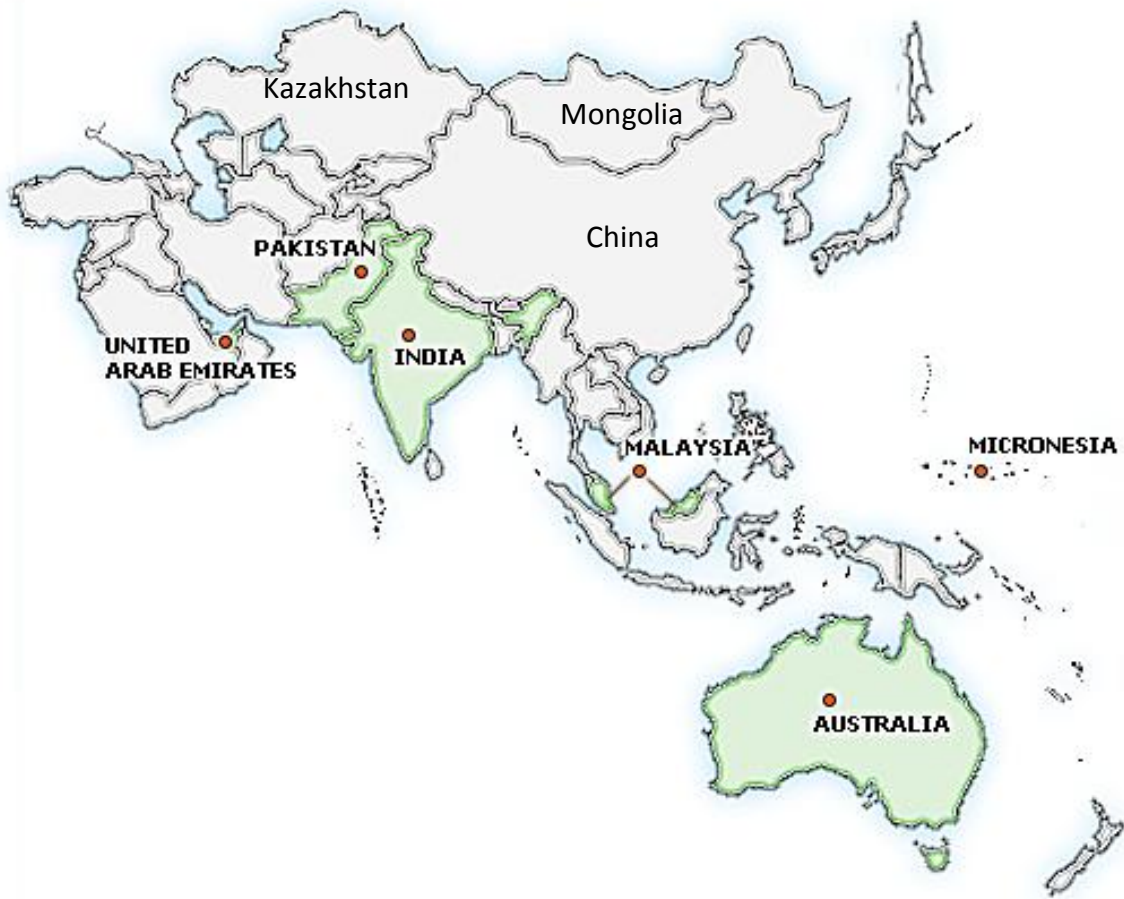 Kazakhstan
Mongolia
China
PAKISTAN
UNITED
ARAB EMIRATES
INDIA
MALAYSIA
MICRONESIA
AUSTRALIA